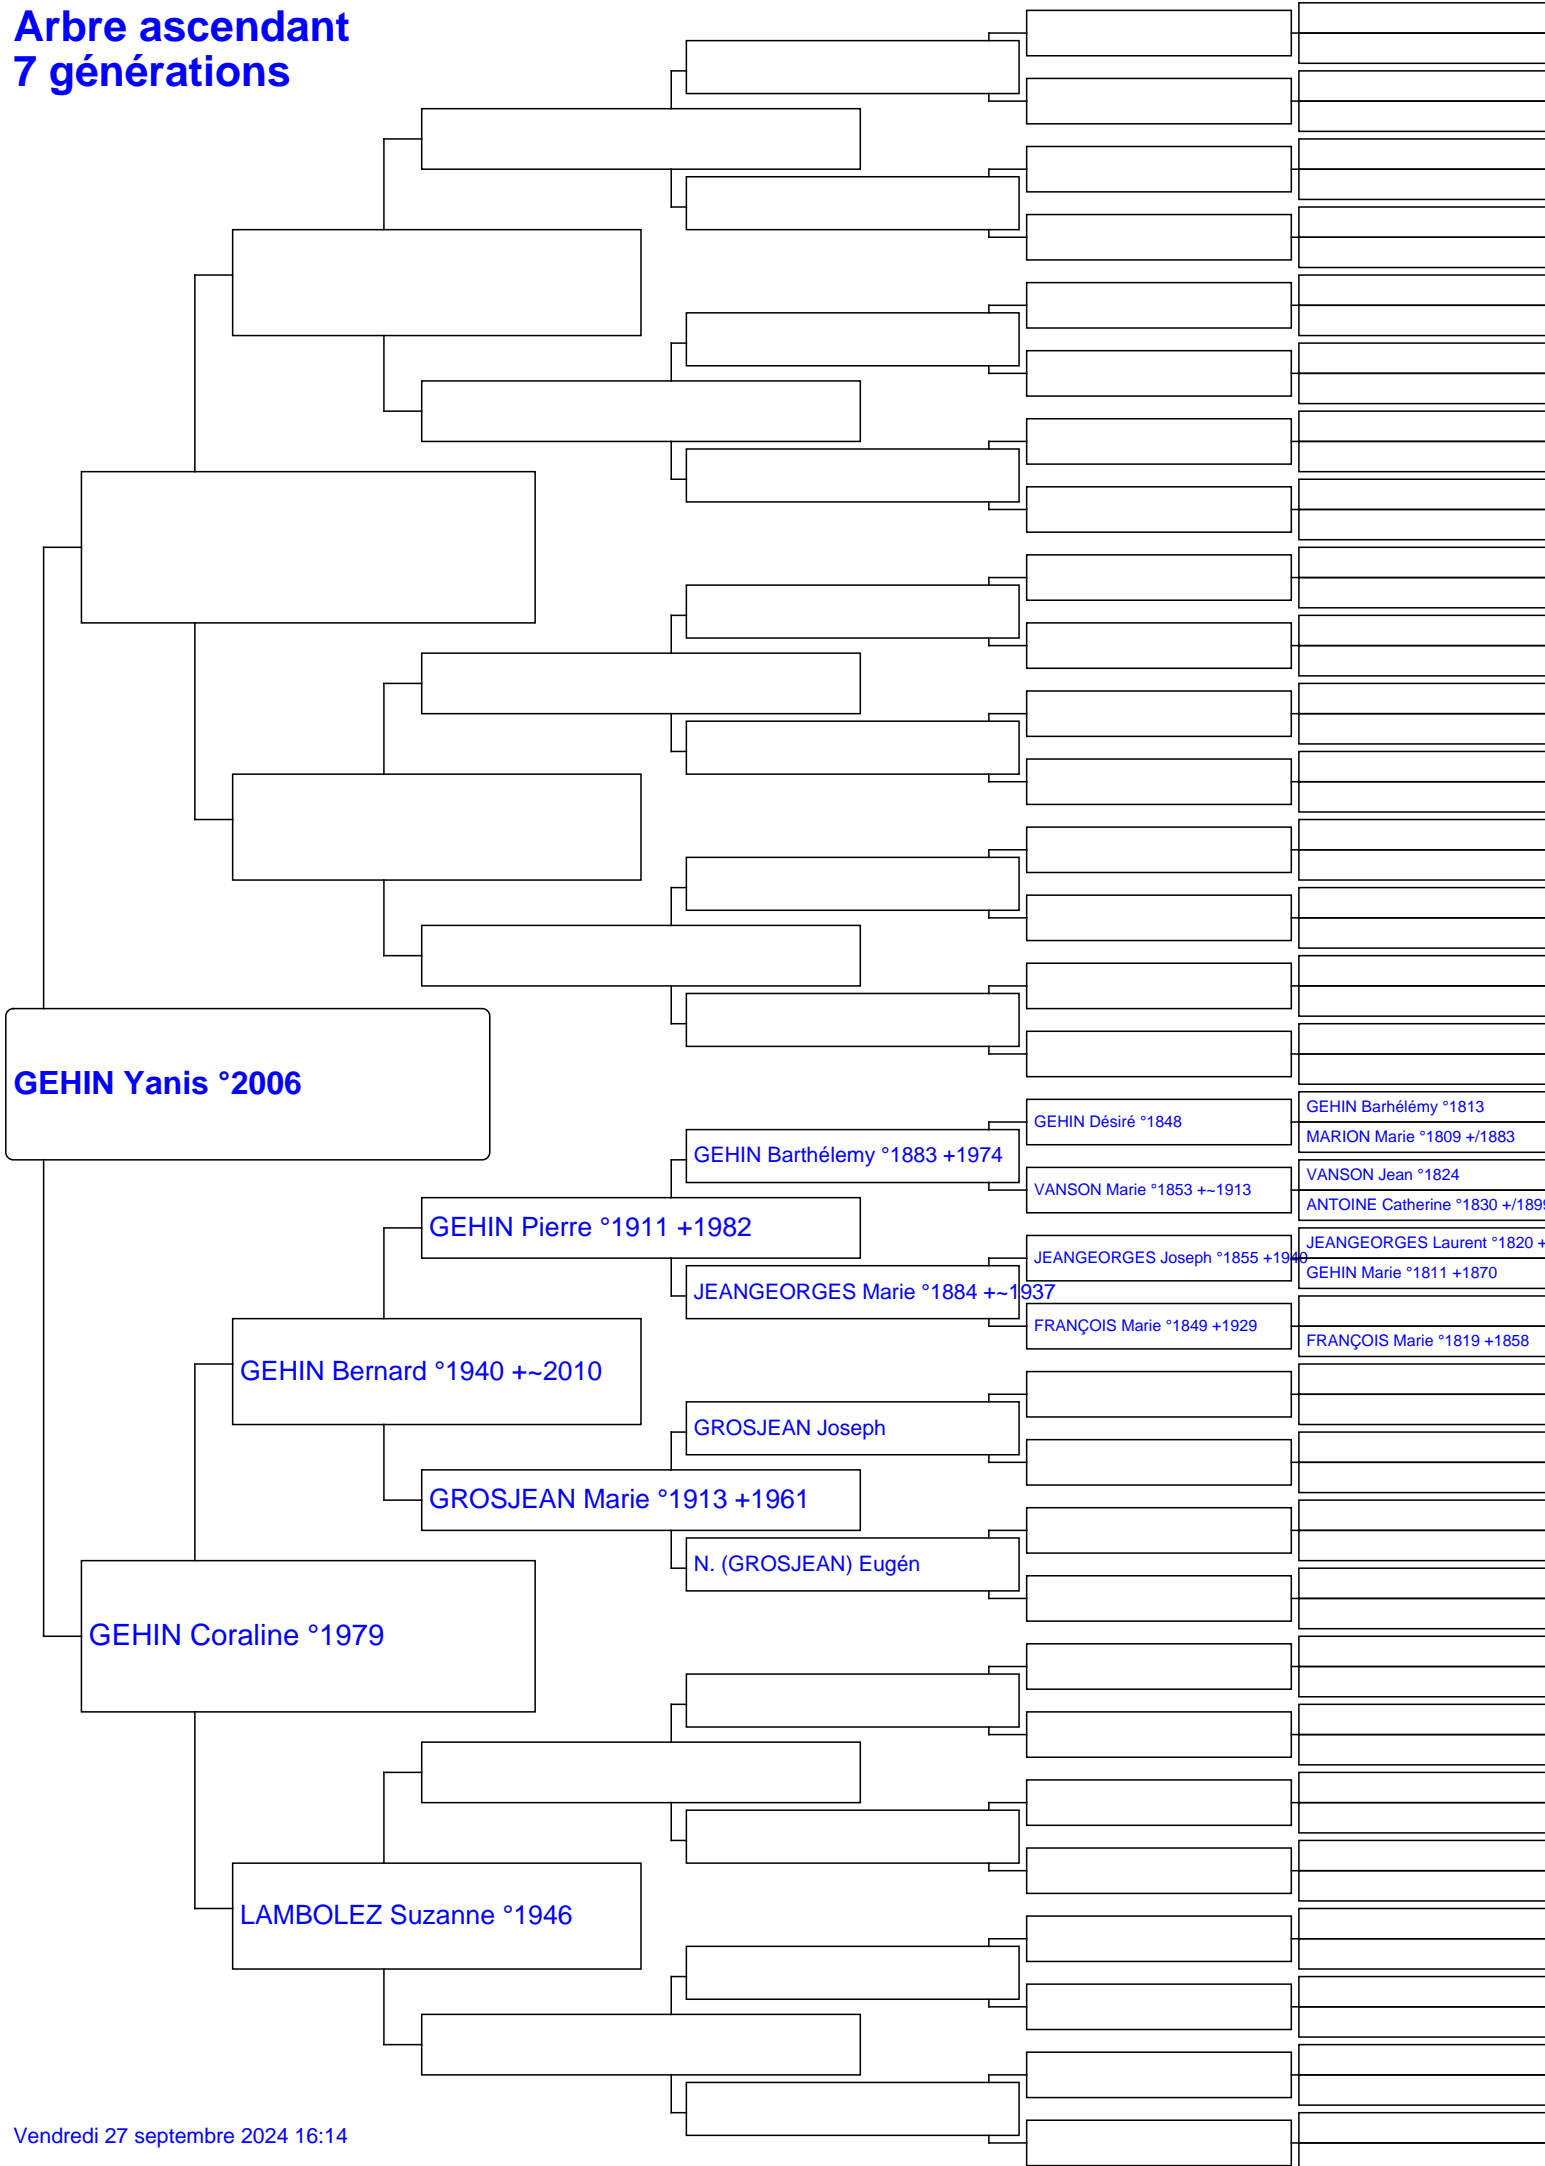 Arbre ascendant
7 générations
GEHIN Yanis °2006
GEHIN Coraline °1979
GEHIN Bernard °1940 +~2010
LAMBOLEZ Suzanne °1946
GEHIN Pierre °1911 +1982
GROSJEAN Marie °1913 +1961
GEHIN Barthélemy °1883 +1974
JEANGEORGES Marie °1884 +~1937
GROSJEAN Joseph
N. (GROSJEAN) Eugén
GEHIN Désiré °1848
VANSON Marie °1853 +~1913
JEANGEORGES Joseph °1855 +1940
FRANÇOIS Marie °1849 +1929
GEHIN Barhélémy °1813
MARION Marie °1809 +/1883
VANSON Jean °1824
ANTOINE Catherine °1830 +/1899
JEANGEORGES Laurent °1820 +
GEHIN Marie °1811 +1870
FRANÇOIS Marie °1819 +1858
Vendredi 27 septembre 2024 16:14